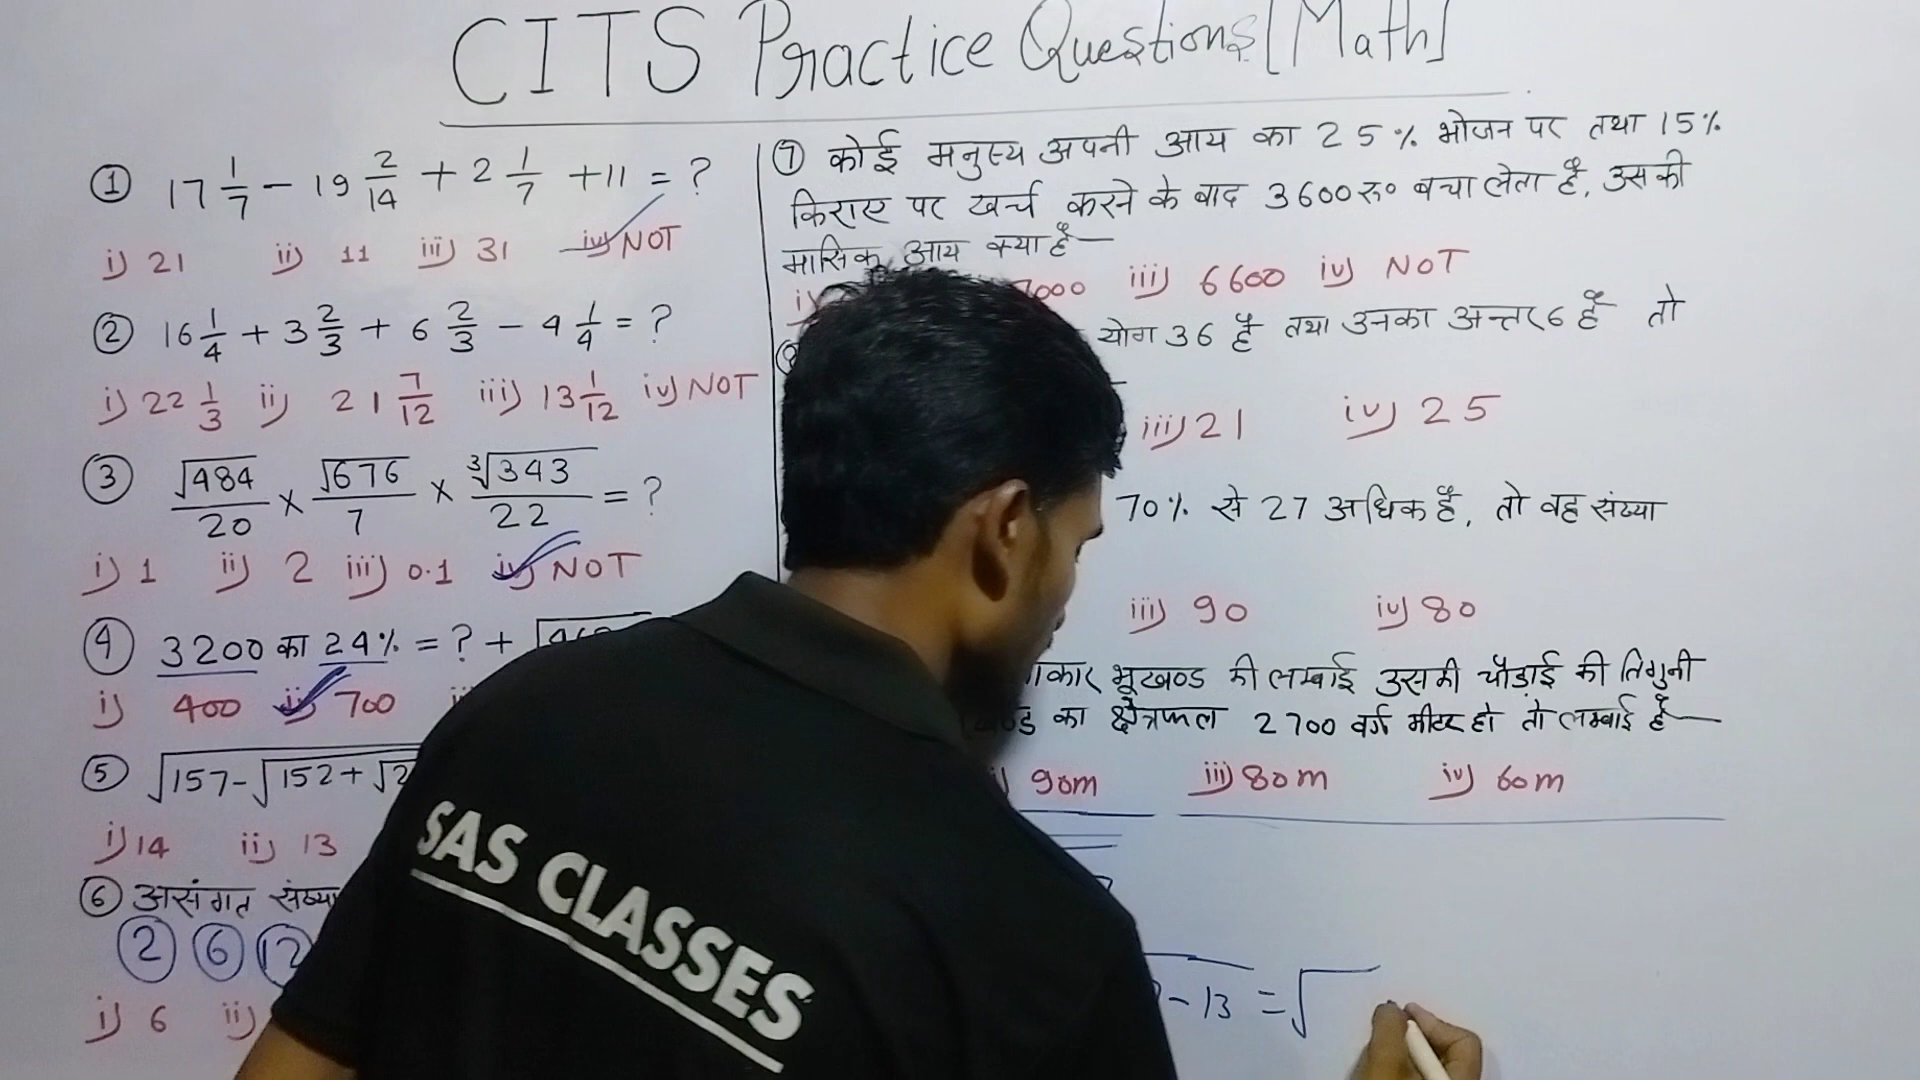 CITS Practice Questions [Math]
① 17 1/7 - 19 2/14 + 2 1/7 + 11 = ?
i) 21 ii) 11 iii) 31 iv) NOT
② 16 1/4 + 3 2/3 + 6 2/3 - 4 1/4 = ?
i) 22 1/3 ii) 21 7/12 iii) 13 1/12 iv) NOT
③ √484/20 × √676/7 × ∛343/22 = ?
i) 1 ii) 2 iii) 0.1 iv) NOT
④ 3200 का 24% = ? +
i) 400 ii) 700
⑤ √157-√152+√2
i) 14 ii) 13
⑥ असंगत संख्या
2 6 12
i) 6 ii)
⑦ कोई मनुस्य अपनी आय का 25% भोजन पर तथा 15%
किराए पर खर्च करने के बाद 3600रु० बचा लेता है, उसकी
मासिक आय क्या है—
000 iii) 6600 iv) NOT
योग 36 है तथा उनका अन्तर 6 है तो
iii) 21 iv) 25
70% से 27 अधिक है, तो वह संख्या
iii) 90 iv) 80
कार भूखण्ड की लम्बाई उसकी चौड़ाई की तिगुनी
का क्षेत्रफल 2700 वर्ग मीटर हो तो लम्बाई है—
90m iii) 80m iv) 60m
- 13 = √
SAS CLASSES